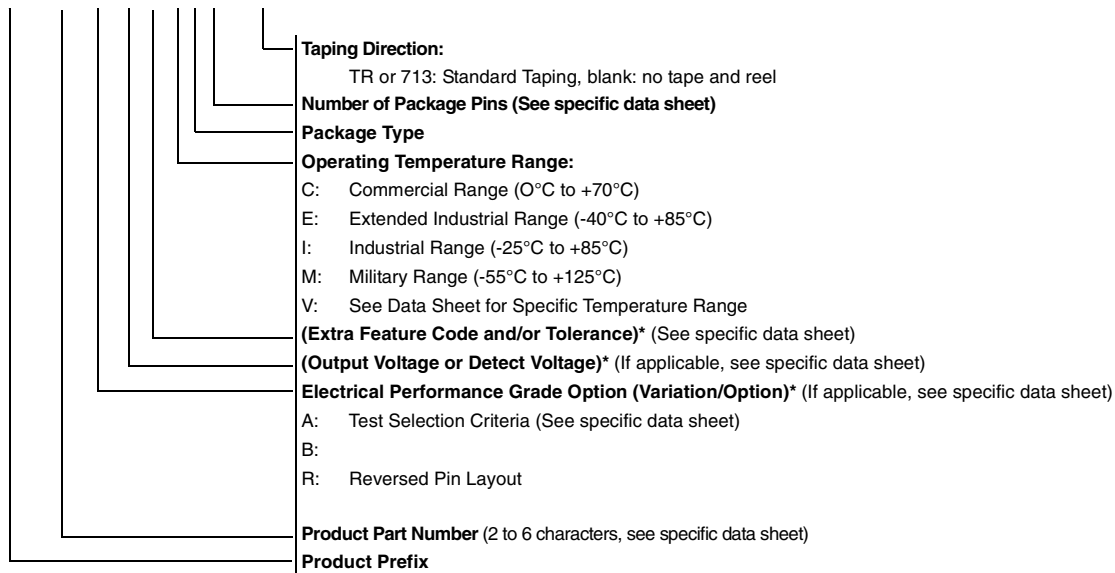 Taping Direction:
TR or 713: Standard Taping, blank: no tape and reel
Number of Package Pins (See specific data sheet)
Package Type
Operating Temperature Range:
C: Commercial Range (O°C to +70°C)
E: Extended Industrial Range (-40°C to +85°C)
I: Industrial Range (-25°C to +85°C)
M: Military Range (-55°C to +125°C)
V: See Data Sheet for Specific Temperature Range
(Extra Feature Code and/or Tolerance)* (See specific data sheet)
(Output Voltage or Detect Voltage)* (If applicable, see specific data sheet)
Electrical Performance Grade Option (Variation/Option)* (If applicable, see specific data sheet)
A: Test Selection Criteria (See specific data sheet)
B:
R: Reversed Pin Layout
Product Part Number (2 to 6 characters, see specific data sheet)
Product Prefix